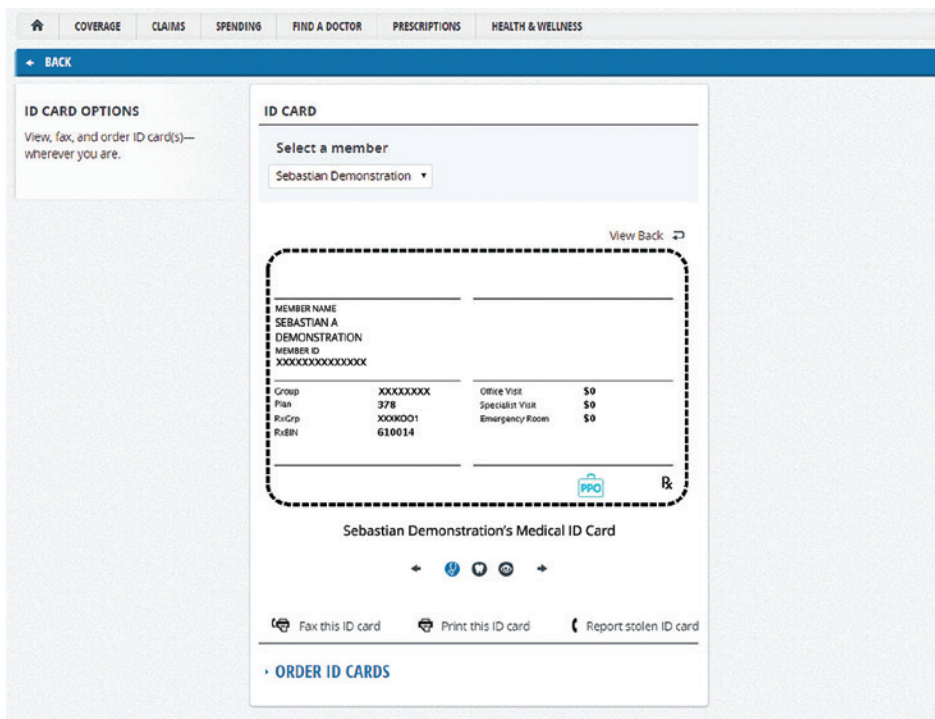 COVERAGE CLAIMS SPENDING FIND A DOCTOR PRESCRIPTIONS HEALTH & WELLNESS
BACK
ID CARD OPTIONS
View, fax, and order ID card(s)—
wherever you are.
ID CARD
Select a member
Sebastian Demonstration
View Back
MEMBER NAME
SEBASTIAN A
DEMONSTRATION
MEMBER ID
XXXXXXXXXXXXXX
Group XXXXXXXX
Plan 378
RxGrp XXXKOO1
RxBIN 610014
Office Visit $0
Specialist Visit $0
Emergency Room $0
PPO
Rx
Sebastian Demonstration's Medical ID Card
Fax this ID card Print this ID card Report stolen ID card
ORDER ID CARDS